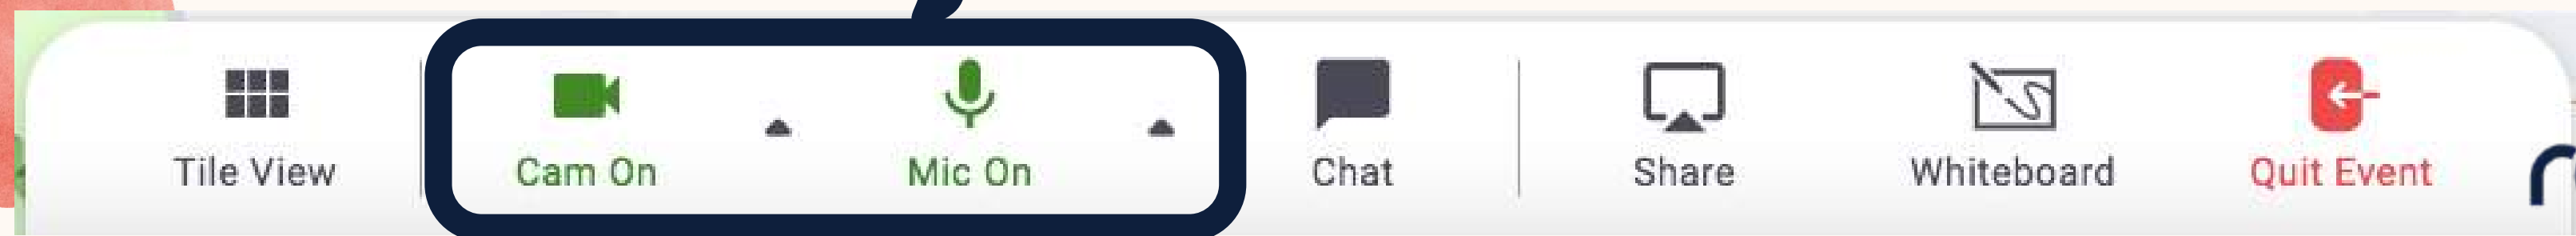 Tile View
Cam On
Mic On
Chat
Share
Whiteboard
Quit Event